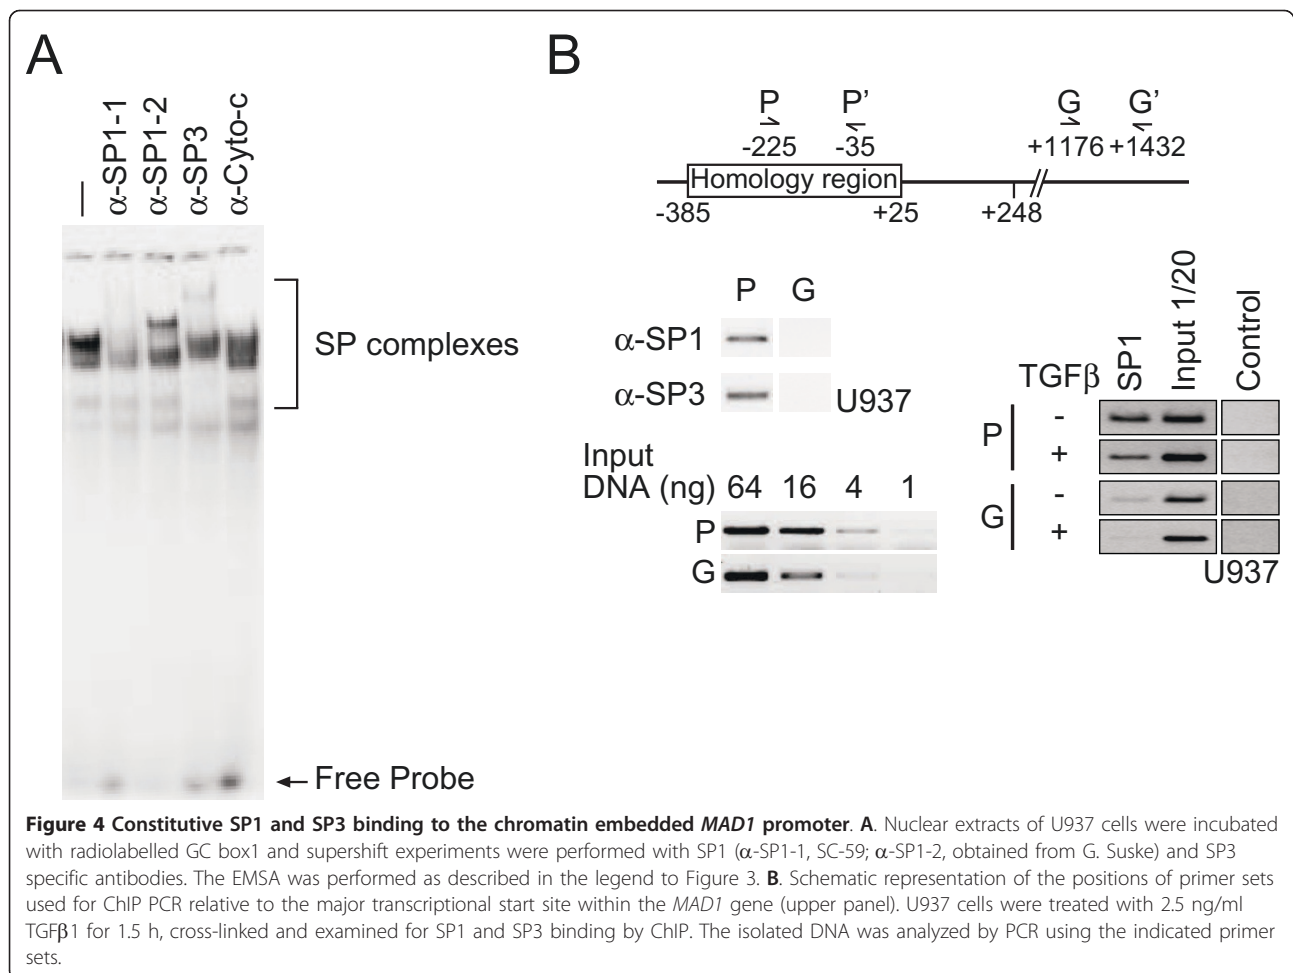 A
B
—
α-SP1-1
α-SP1-2
α-SP3
α-Cyto-c
SP complexes
Free Probe
P P' G G'
-225 -35 +1176 +1432
Homology region
-385 +25 +248
P G
α-SP1
α-SP3
U937
Input
DNA (ng) 64 16 4 1
P
G
TGFβ SP1 Input 1/20 Control
P - +
G - +
U937
Figure 4 Constitutive SP1 and SP3 binding to the chromatin embedded MAD1 promoter. A. Nuclear extracts of U937 cells were incubated
with radiolabelled GC box1 and supershift experiments were performed with SP1 (α-SP1-1, SC-59; α-SP1-2, obtained from G. Suske) and SP3
specific antibodies. The EMSA was performed as described in the legend to Figure 3. B. Schematic representation of the positions of primer sets
used for ChIP PCR relative to the major transcriptional start site within the MAD1 gene (upper panel). U937 cells were treated with 2.5 ng/ml
TGFβ1 for 1.5 h, cross-linked and examined for SP1 and SP3 binding by ChIP. The isolated DNA was analyzed by PCR using the indicated primer
sets.